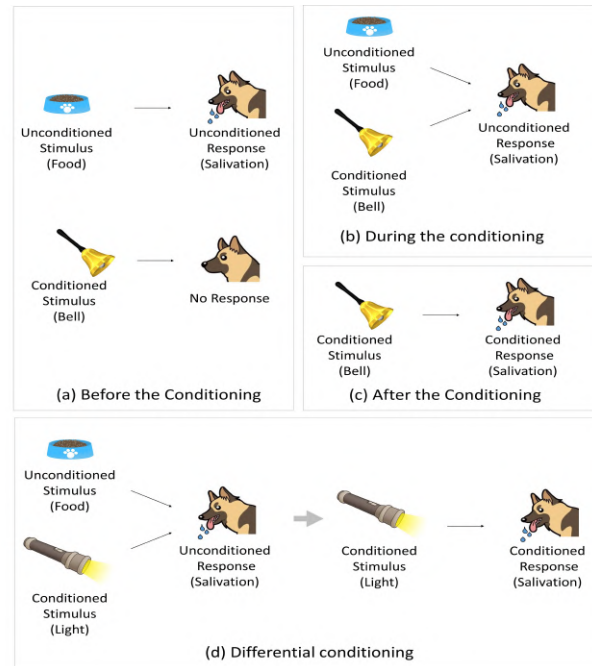 Unconditioned
Stimulus
(Food)
Unconditioned
Response
(Salivation)
Conditioned
Stimulus
(Bell)
No Response
(a) Before the Conditioning
Unconditioned
Stimulus
(Food)
Conditioned
Stimulus
(Bell)
Unconditioned
Response
(Salivation)
(b) During the conditioning
Conditioned
Stimulus
(Bell)
Conditioned
Response
(Salivation)
(c) After the Conditioning
Unconditioned
Stimulus
(Food)
Conditioned
Stimulus
(Light)
Unconditioned
Response
(Salivation)
Conditioned
Stimulus
(Light)
Conditioned
Response
(Salivation)
(d) Differential conditioning